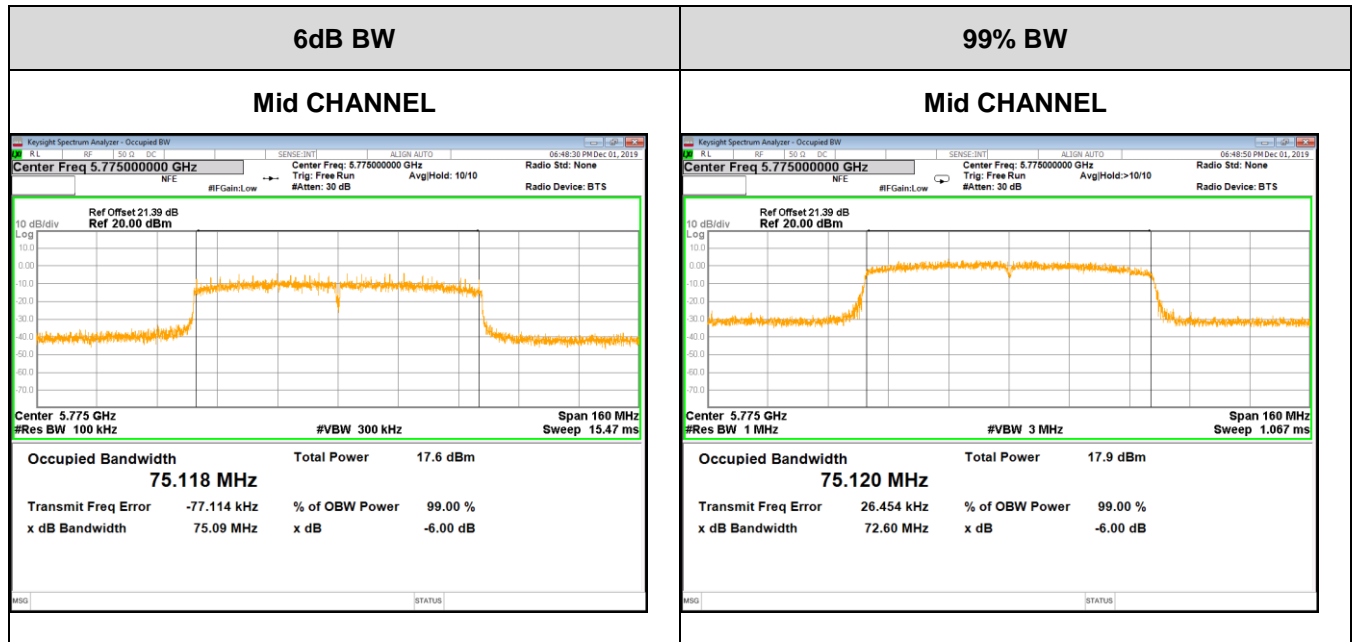 6dB BW
Mid CHANNEL
Keysight Spectrum Analyzer - Occupied BW
RL RF 50 Ω DC SENSE:INT ALIGN AUTO 06:48:30 PM Dec 01, 2019
Center Freq 5.775000000 GHz Center Freq: 5.775000000 GHz Radio Std: None
NFE Trig: Free Run Avg|Hold: 10/10
#IFGain:Low #Atten: 30 dB Radio Device: BTS
Ref Offset 21.39 dB
10 dB/div Ref 20.00 dBm
Log
10.0
0.00
-10.0
-20.0
-30.0
-40.0
-50.0
-60.0
-70.0
Center 5.775 GHz Span 160 MHz
#Res BW 100 kHz #VBW 300 kHz Sweep 15.47 ms
Occupied Bandwidth Total Power 17.6 dBm
75.118 MHz
Transmit Freq Error -77.114 kHz % of OBW Power 99.00 %
x dB Bandwidth 75.09 MHz x dB -6.00 dB
MSG STATUS
99% BW
Mid CHANNEL
Keysight Spectrum Analyzer - Occupied BW
RL RF 50 Ω DC SENSE:INT ALIGN AUTO 06:48:50 PM Dec 01, 2019
Center Freq 5.775000000 GHz Center Freq: 5.775000000 GHz Radio Std: None
NFE Trig: Free Run Avg|Hold:>10/10
#IFGain:Low #Atten: 30 dB Radio Device: BTS
Ref Offset 21.39 dB
10 dB/div Ref 20.00 dBm
Log
10.0
0.00
-10.0
-20.0
-30.0
-40.0
-50.0
-60.0
-70.0
Center 5.775 GHz Span 160 MHz
#Res BW 1 MHz #VBW 3 MHz Sweep 1.067 ms
Occupied Bandwidth Total Power 17.9 dBm
75.120 MHz
Transmit Freq Error 26.454 kHz % of OBW Power 99.00 %
x dB Bandwidth 72.60 MHz x dB -6.00 dB
MSG STATUS